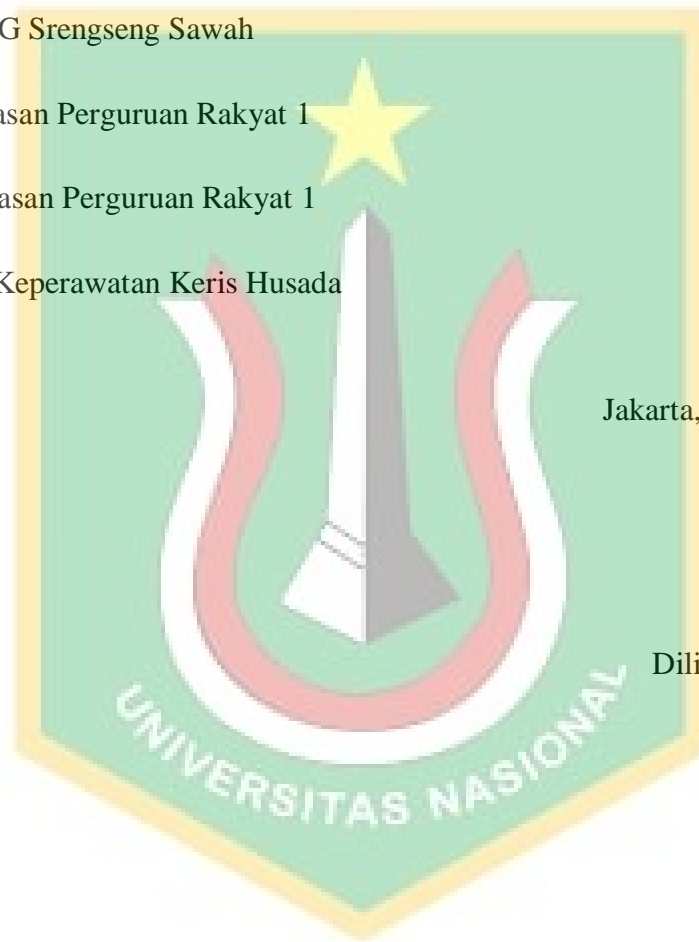 G Srengseng Sawah
asan Perguruan Rakyat 1
asan Perguruan Rakyat 1
Keperawatan Keris Husada
Jakarta,
Dili
UNIVERSITAS NASIONAL